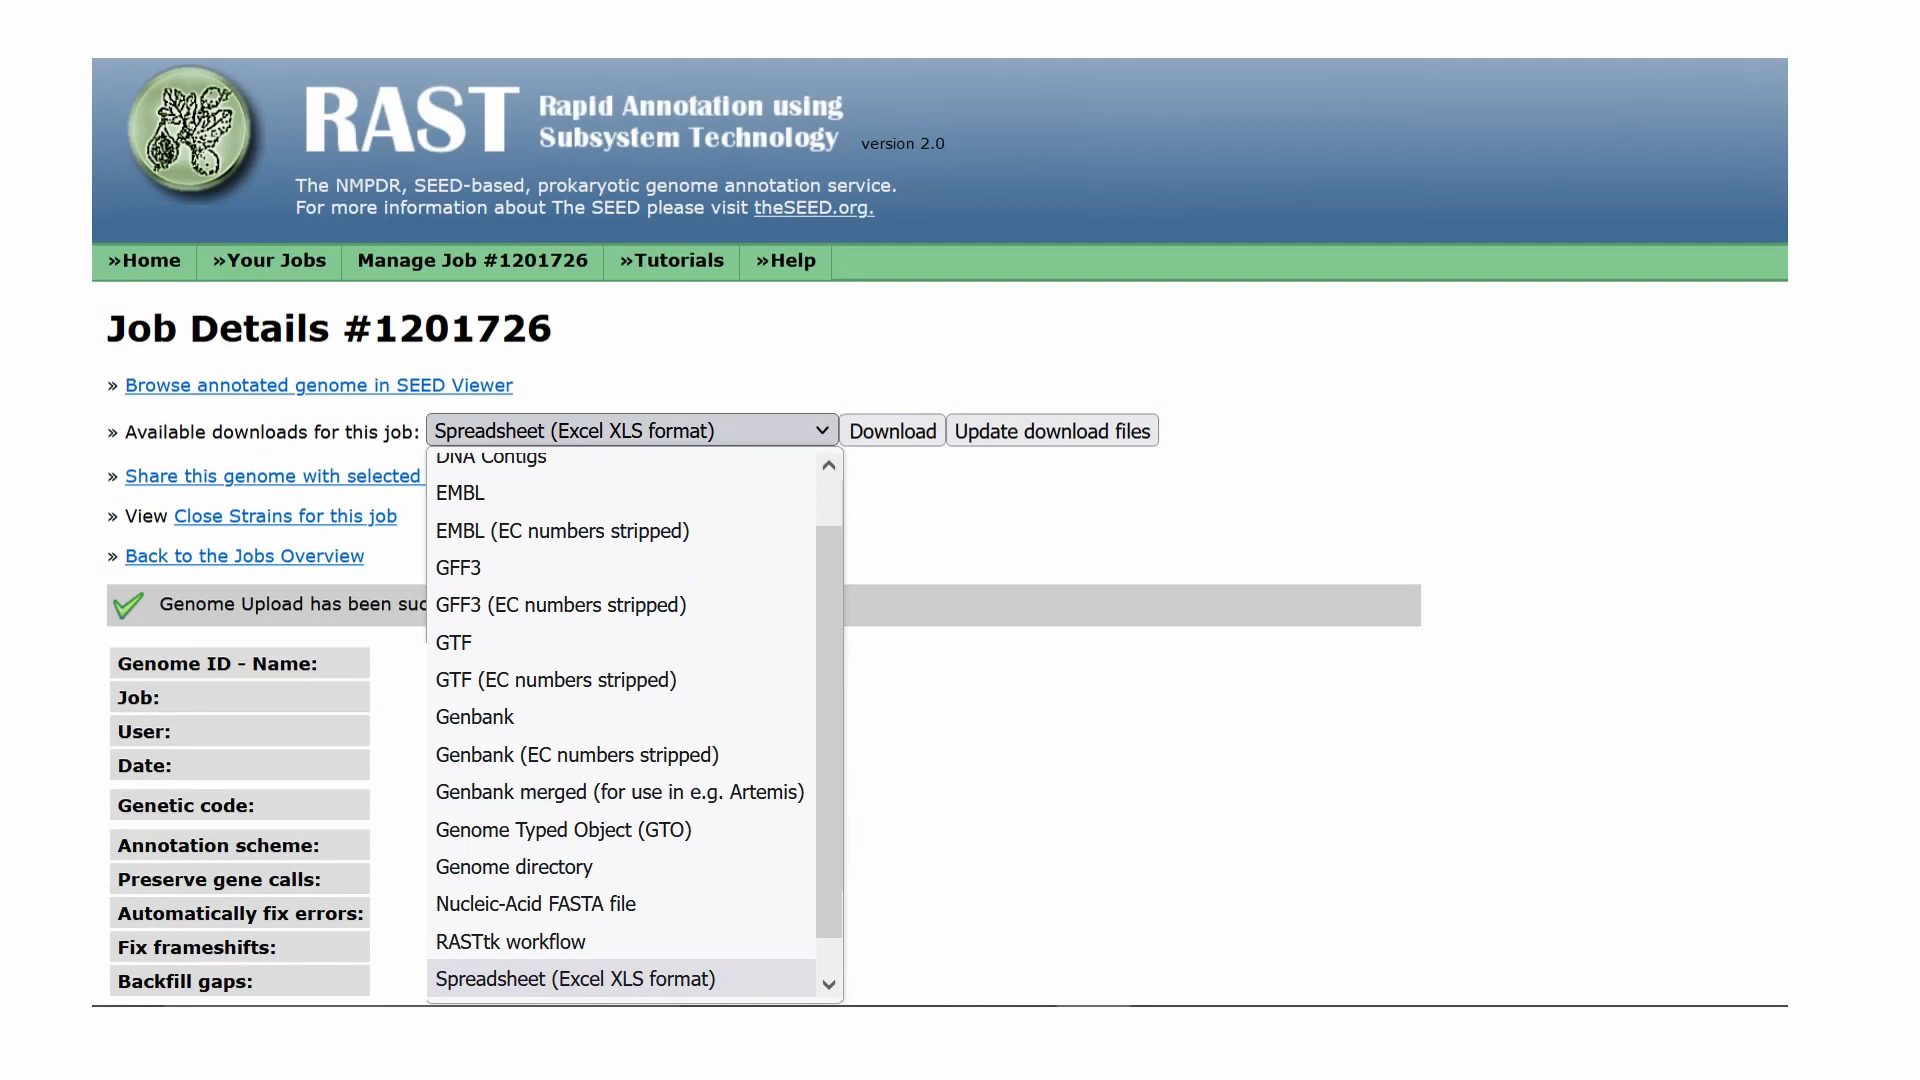 RAST Rapid Annotation using
Subsystem Technology version 2.0
The NMPDR, SEED-based, prokaryotic genome annotation service.
For more information about The SEED please visit theSEED.org.
»Home »Your Jobs Manage Job #1201726 »Tutorials »Help
Job Details #1201726
» Browse annotated genome in SEED Viewer
» Available downloads for this job: Spreadsheet (Excel XLS format) Download Update download files
» Share this genome with selected
» View Close Strains for this job
» Back to the Jobs Overview
Genome Upload has been suc
DNA Contigs
EMBL
EMBL (EC numbers stripped)
GFF3
GFF3 (EC numbers stripped)
GTF
GTF (EC numbers stripped)
Genbank
Genbank (EC numbers stripped)
Genbank merged (for use in e.g. Artemis)
Genome Typed Object (GTO)
Genome directory
Nucleic-Acid FASTA file
RASTtk workflow
Spreadsheet (Excel XLS format)
Genome ID - Name:
Job:
User:
Date:
Genetic code:
Annotation scheme:
Preserve gene calls:
Automatically fix errors:
Fix frameshifts:
Backfill gaps: